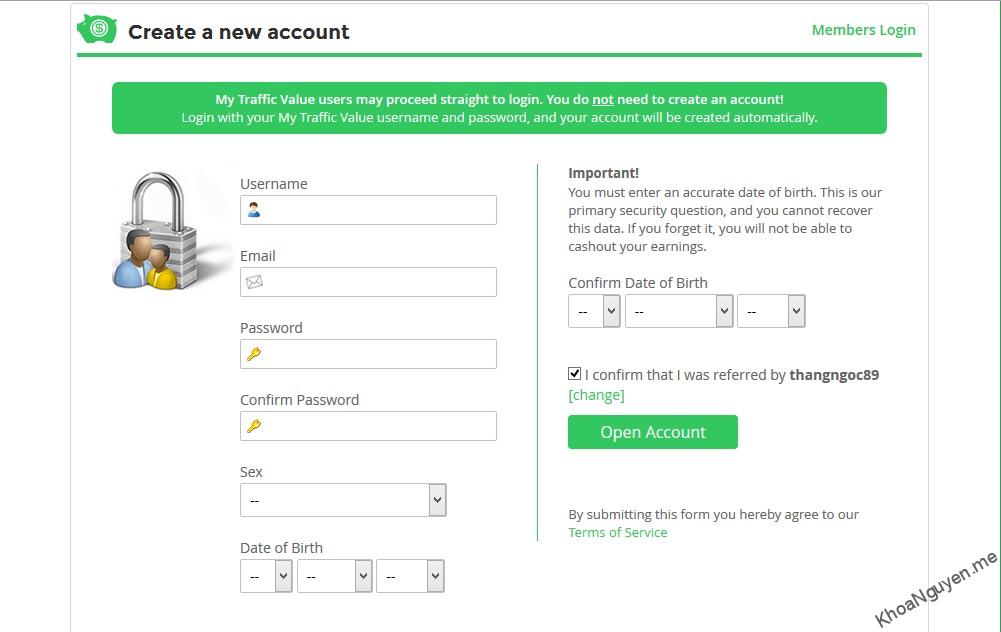 Create a new account
Members Login
My Traffic Value users may proceed straight to login. You do not need to create an account!
Login with your My Traffic Value username and password, and your account will be created automatically.
Username
Email
Password
Confirm Password
Sex
--
Date of Birth
-- -- --
Important!
You must enter an accurate date of birth. This is our
primary security question, and you cannot recover
this data. If you forget it, you will not be able to
cashout your earnings.
Confirm Date of Birth
-- -- --
I confirm that I was referred by thangngoc89
[change]
Open Account
By submitting this form you hereby agree to our
Terms of Service
KhoaNguyen.me